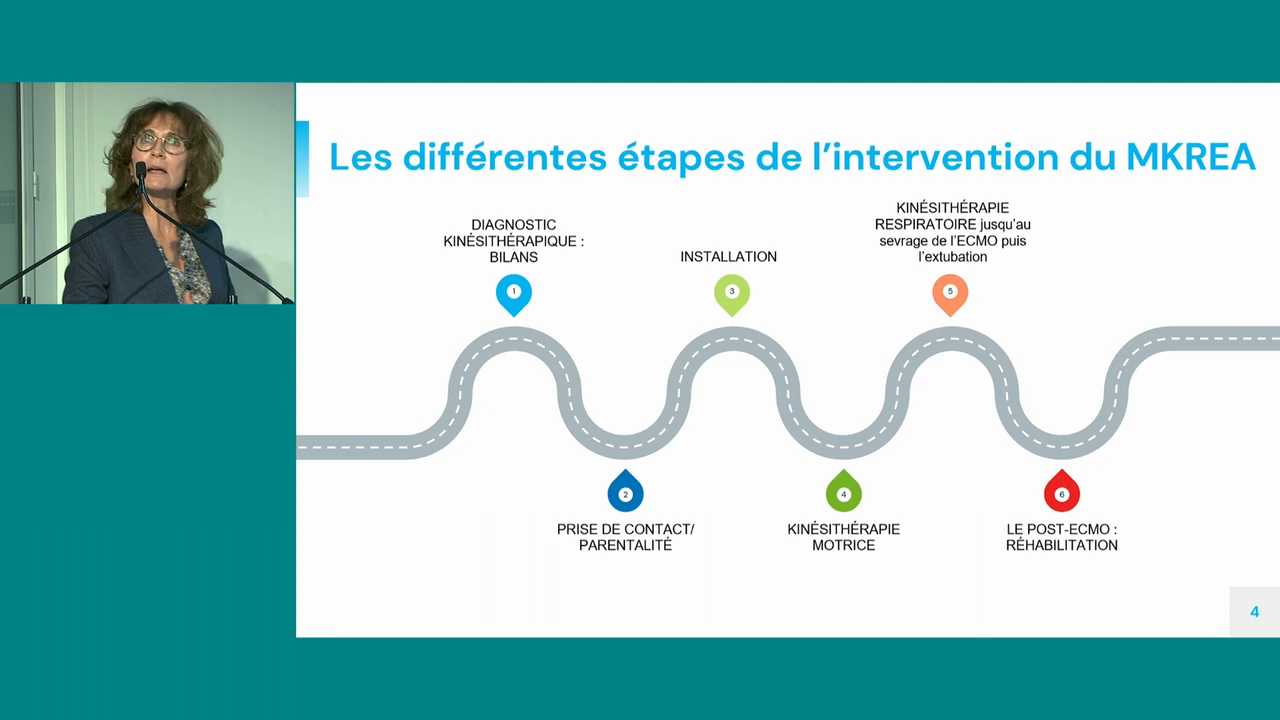 Les différentes étapes de l’intervention du MKREA
DIAGNOSTIC
KINÉSITHÉRAPIQUE :
BILANS
1
PRISE DE CONTACT/
PARENTALITÉ
2
INSTALLATION
3
KINÉSITHÉRAPIE
MOTRICE
4
KINÉSITHÉRAPIE
RESPIRATOIRE jusqu’au
sevrage de l’ECMO puis
l’extubation
5
LE POST-ECMO :
RÉHABILITATION
6
4